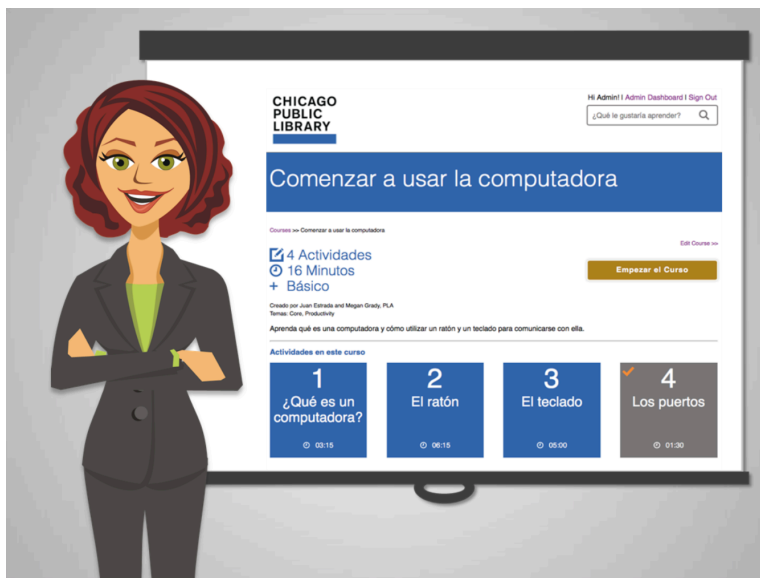 CHICAGO
PUBLIC
LIBRARY
Hi Admin! | Admin Dashboard | Sign Out
¿Qué le gustaría aprender?
Comenzar a usar la computadora
Courses >> Comenzar a usar la computadora
Edit Course >>
4 Actividades
16 Minutos
+ Básico
Empezar el Curso
Creado por Juan Estrada and Megan Grady, PLA
Temas: Core, Productivity
Aprenda qué es una computadora y cómo utilizar un ratón y un teclado para comunicarse con ella.
Actividades en este curso
1
¿Qué es un
computadora?
03:15
2
El ratón
06:15
3
El teclado
05:00
4
Los puertos
01:30